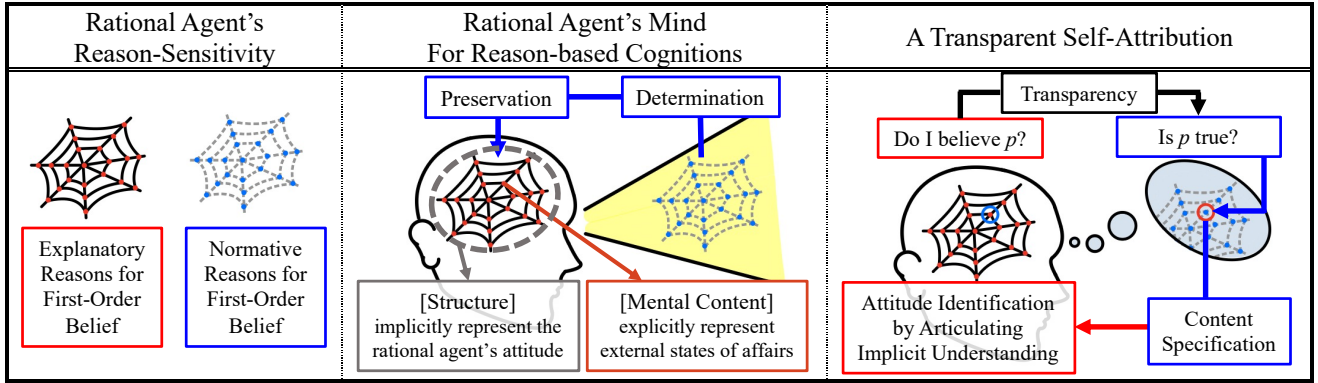 Rational Agent's
Reason-Sensitivity
Rational Agent's Mind
For Reason-based Cognitions
A Transparent Self-Attribution
Explanatory
Reasons for
First-Order
Belief
Normative
Reasons for
First-Order
Belief
Preservation
Determination
[Structure]
implicitly represent the
rational agent's attitude
[Mental Content]
explicitly represent
external states of affairs
Transparency
Do I believe p?
Is p true?
Attitude Identification
by Articulating
Implicit Understanding
Content
Specification